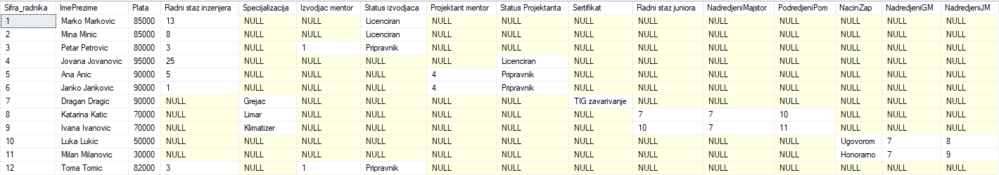 Sifra_radnika ImePrezime Plata Radni staz inzenjera Specijalizacija Izvodjac mentor Status izvodjaca Projektant mentor Status Projektanta Sertifikat Radni staz juniora NadredjeniMajstor PodredjeniPom NacinZap NadredjeniGM NadredjeniJM
1 Marko Markovic 85000 13 NULL NULL Licenciran NULL NULL NULL NULL NULL NULL NULL NULL NULL
2 Mina Minic 85000 8 NULL NULL Licenciran NULL NULL NULL NULL NULL NULL NULL NULL NULL
3 Petar Petrovic 80000 3 NULL 1 Pripravnik NULL NULL NULL NULL NULL NULL NULL NULL NULL
4 Jovana Jovanovic 95000 25 NULL NULL NULL NULL Licenciran NULL NULL NULL NULL NULL NULL NULL
5 Ana Anic 90000 5 NULL NULL NULL 4 Pripravnik NULL NULL NULL NULL NULL NULL NULL
6 Janko Jankovic 90000 1 NULL NULL NULL 4 Pripravnik NULL NULL NULL NULL NULL NULL NULL
7 Dragan Dragic 90000 NULL Grejac NULL NULL NULL NULL TIG zavarivanje NULL NULL NULL NULL NULL NULL
8 Katarina Katic 70000 NULL Limar NULL NULL NULL NULL NULL 7 7 10 NULL NULL NULL
9 Ivana Ivanovic 70000 NULL Klimatizer NULL NULL NULL NULL NULL 10 7 11 NULL NULL NULL
10 Luka Lukic 50000 NULL NULL NULL NULL NULL NULL NULL NULL NULL NULL Ugovorom 7 8
11 Milan Milanovic 30000 NULL NULL NULL NULL NULL NULL NULL NULL NULL NULL Honorarno 7 9
12 Toma Tomic 82000 3 NULL 1 Pripravnik NULL NULL NULL NULL NULL NULL NULL NULL NULL